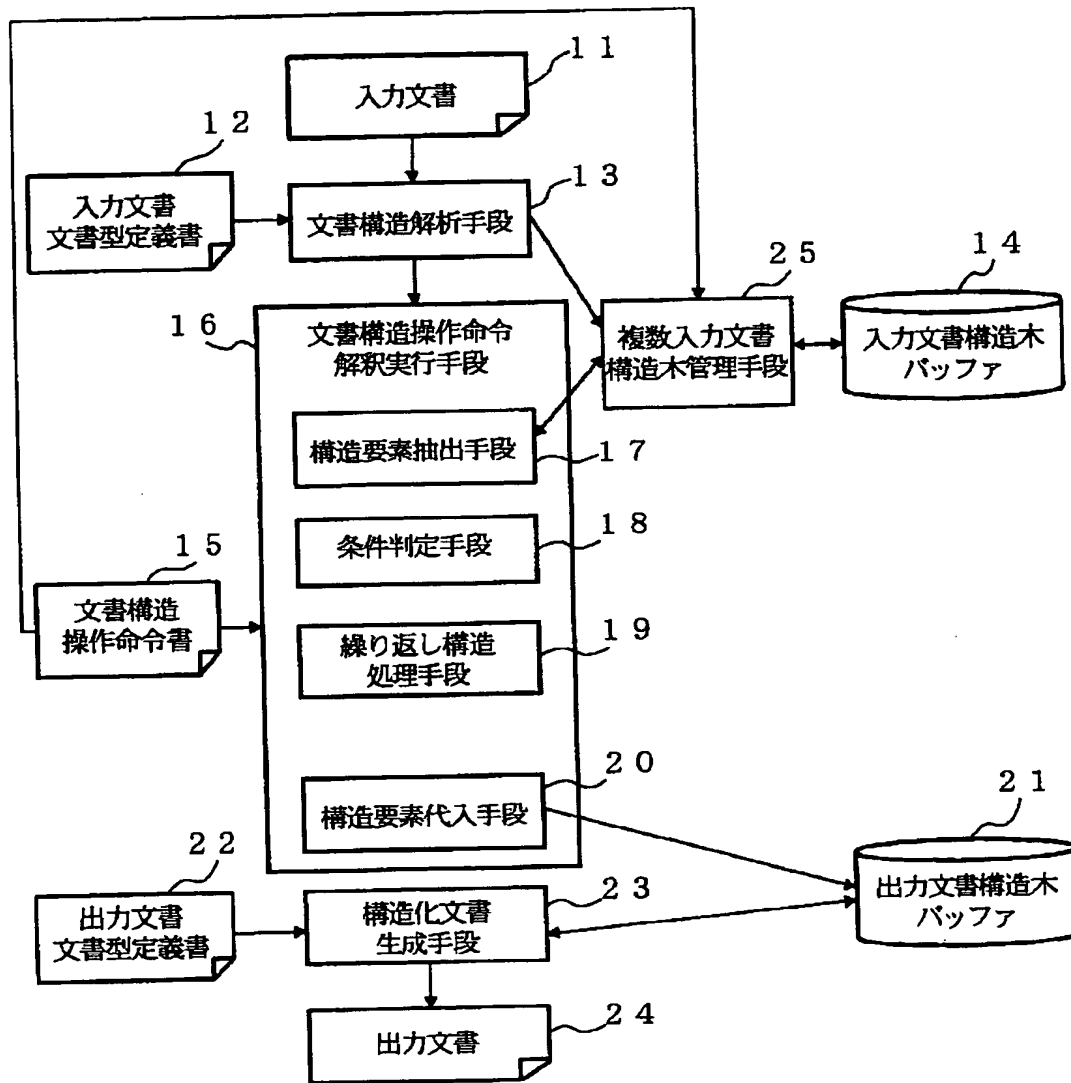 １１
入力文書
１２
入力文書
文書型定義書
１３
文書構造解析手段
２５
複数入力文書
構造木管理手段
１４
入力文書構造木
バッファ
１６
文書構造操作命令
解釈実行手段
構造要素抽出手段
１７
条件判定手段
１８
１５
文書構造
操作命令書
繰り返し構造
処理手段
１９
２０
構造要素代入手段
２１
出力文書構造木
バッファ
２２
出力文書
文書型定義書
２３
構造化文書
生成手段
２４
出力文書